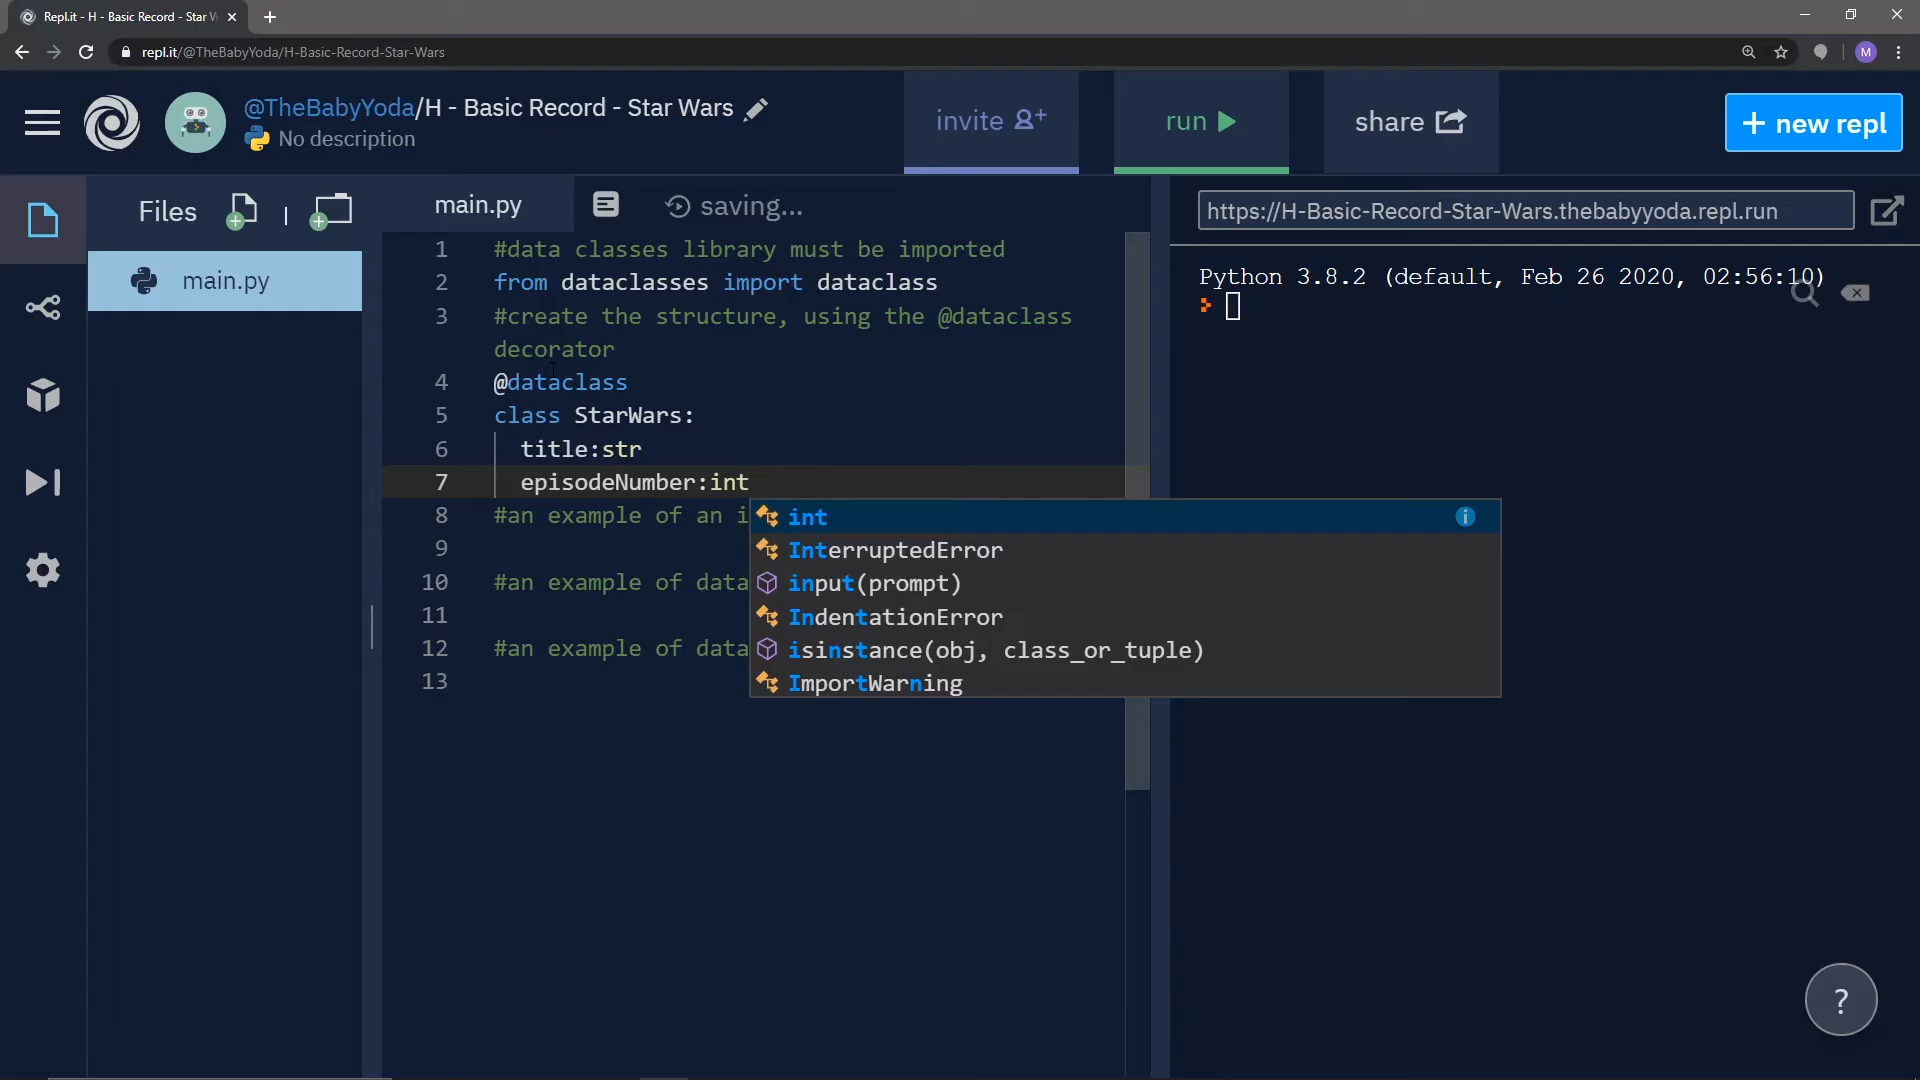 Repl.it - H - Basic Record - Star W
repl.it/@TheBabyYoda/H-Basic-Record-Star-Wars
M
@TheBabyYoda/H - Basic Record - Star Wars
No description
invite
run
share
+ new repl
Files
main.py
saving...
https://H-Basic-Record-Star-Wars.thebabyyoda.repl.run
main.py
1 #data classes library must be imported
2 from dataclasses import dataclass
3 #create the structure, using the @dataclass
decorator
4 @dataclass
5 class StarWars:
6 title:str
7 episodeNumber:int
8 #an example of an i
9
10 #an example of data
11
12 #an example of data
13
int
InterruptedError
input(prompt)
IndentationError
isinstance(obj, class_or_tuple)
ImportWarning
Python 3.8.2 (default, Feb 26 2020, 02:56:10)
?